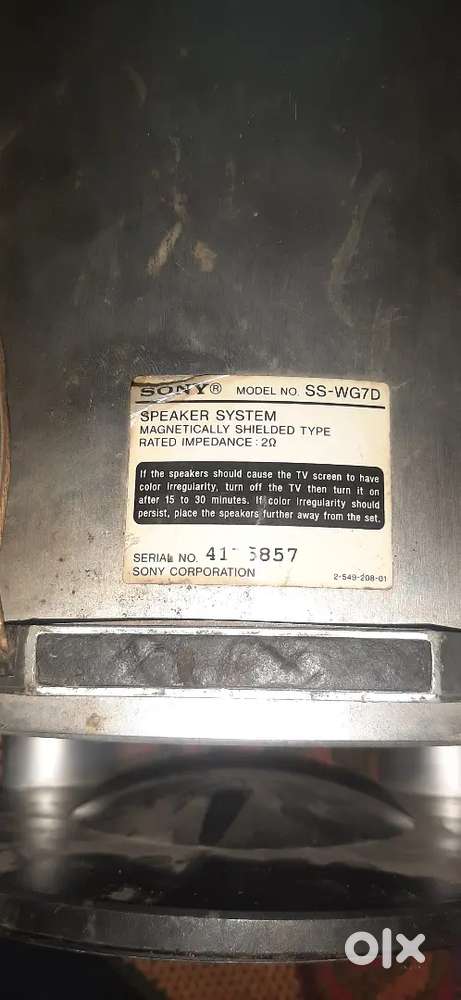 SONY® MODEL NO. SS-WG7D
SPEAKER SYSTEM
MAGNETICALLY SHIELDED TYPE
RATED IMPEDANCE : 2Ω
If the speakers should cause the TV screen to have
color irregularity, turn off the TV then turn it on
after 15 to 30 minutes. If color irregularity should
persist, place the speakers further away from the set.
SERIAL NO.
SONY CORPORATION 2-549-208-01
olx